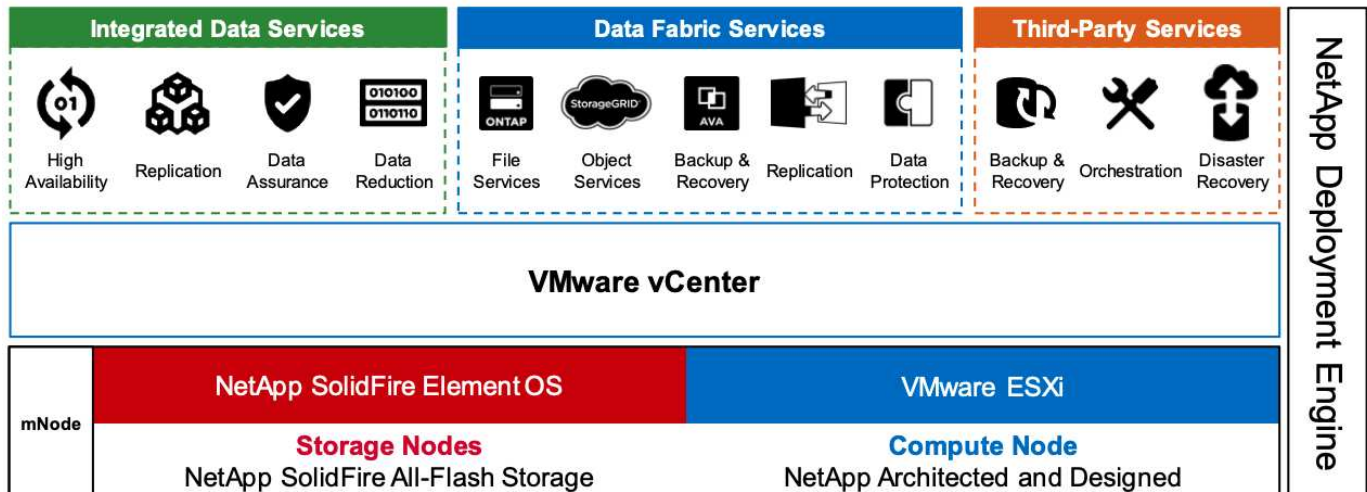 Integrated Data Services
01
High
Availability
Replication
Data
Assurance
010100
0110110
Data
Reduction
Data Fabric Services
ONTAP
File
Services
StorageGRID
Object
Services
AVA
Backup &
Recovery
Replication
Data
Protection
Third-Party Services
Backup &
Recovery
Orchestration
Disaster
Recovery
VMware vCenter
mNode
NetApp SolidFire Element OS
Storage Nodes
NetApp SolidFire All-Flash Storage
VMware ESXi
Compute Node
NetApp Architected and Designed
NetApp Deployment Engine